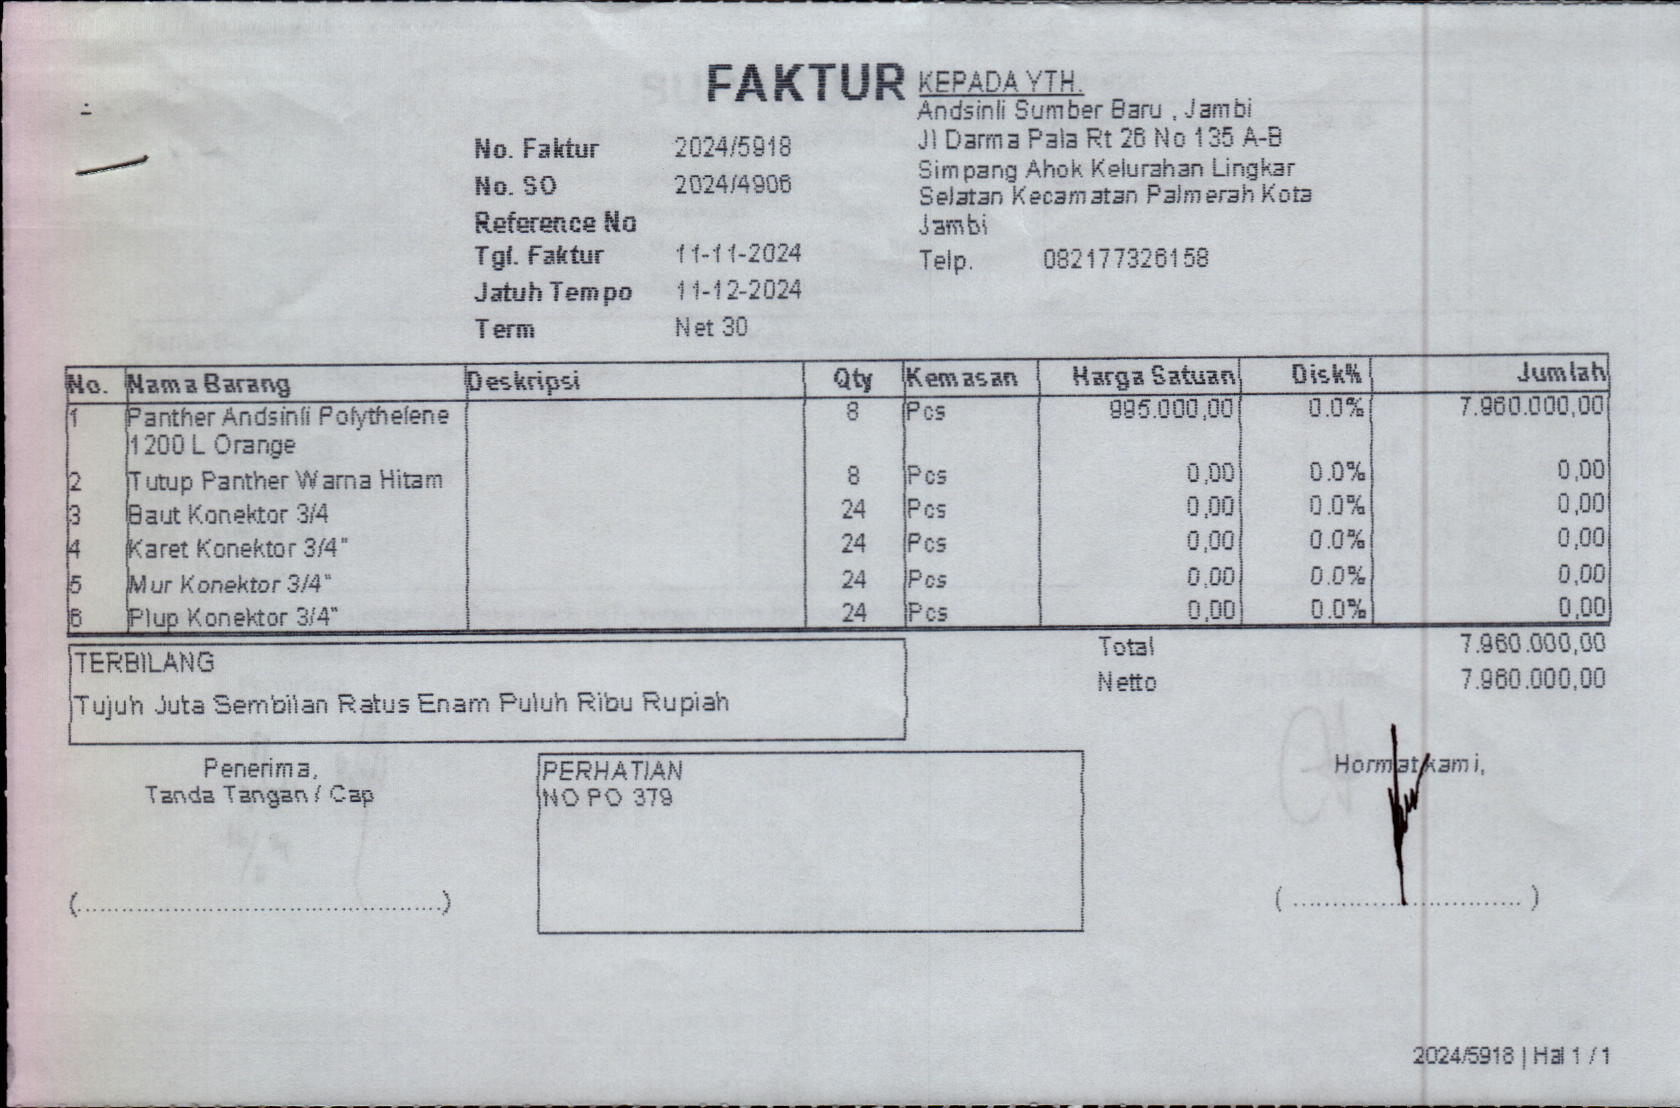 FAKTUR
KEPADA YTH.
Andsinli Sumber Baru , Jambi
Jl Darma Pala Rt 26 No 135 A-B
Simpang Ahok Kelurahan Lingkar
Selatan Kecamatan Palmerah Kota
Jambi
Telp. 082177326158
No. Faktur 2024/5918
No. SO 2024/4906
Reference No
Tgl. Faktur 11-11-2024
Jatuh Tempo 11-12-2024
Term Net 30
No. Nama Barang Deskripsi Qty Kemasan Harga Satuan Disk% Jumlah
1 Panther Andsinli Polythelene 8 Pcs 995.000,00 0.0% 7.960.000,00
1200 L Orange
2 Tutup Panther Warna Hitam 8 Pcs 0,00 0.0% 0,00
3 Baut Konektor 3/4 24 Pcs 0,00 0.0% 0,00
4 Karet Konektor 3/4" 24 Pcs 0,00 0.0% 0,00
5 Mur Konektor 3/4" 24 Pcs 0,00 0.0% 0,00
6 Plup Konektor 3/4" 24 Pcs 0,00 0.0% 0,00
Total 7.960.000,00
Netto 7.960.000,00
TERBILANG
Tujuh Juta Sembilan Ratus Enam Puluh Ribu Rupiah
Penerima,
Tanda Tangan / Cap
(..........................................)
PERHATIAN
NO PO 379
Hormat kami,
( ............................. )
2024/5918 | Hal 1 / 1